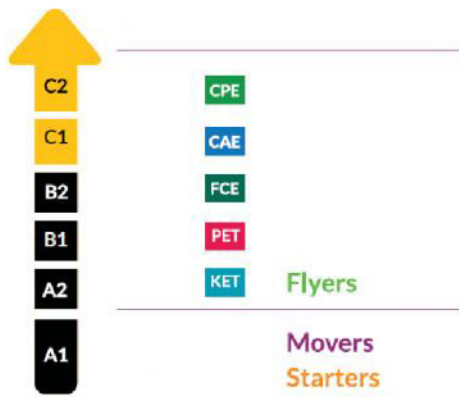 C2 CPE
C1 CAE
B2 FCE
B1 PET
A2 KET Flyers
A1 Movers
Starters